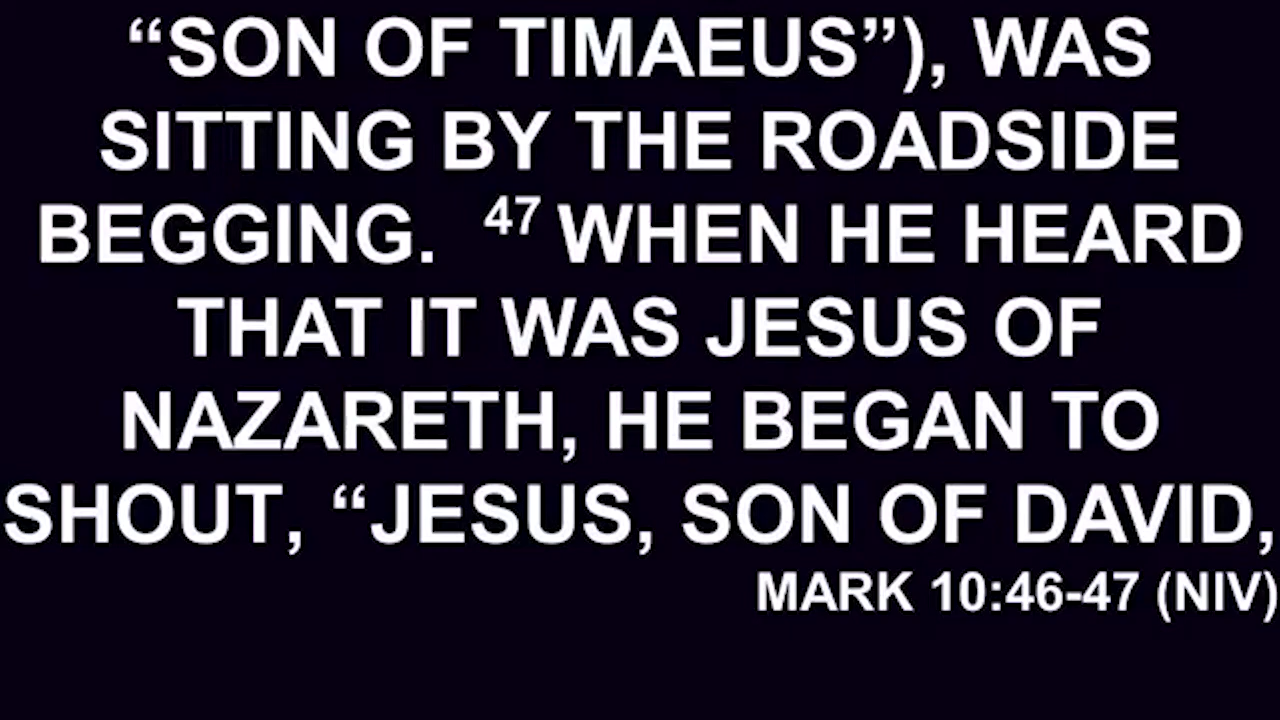 “SON OF TIMAEUS”), WAS
SITTING BY THE ROADSIDE
BEGGING. 47 WHEN HE HEARD
THAT IT WAS JESUS OF
NAZARETH, HE BEGAN TO
SHOUT, “JESUS, SON OF DAVID,
MARK 10:46-47 (NIV)